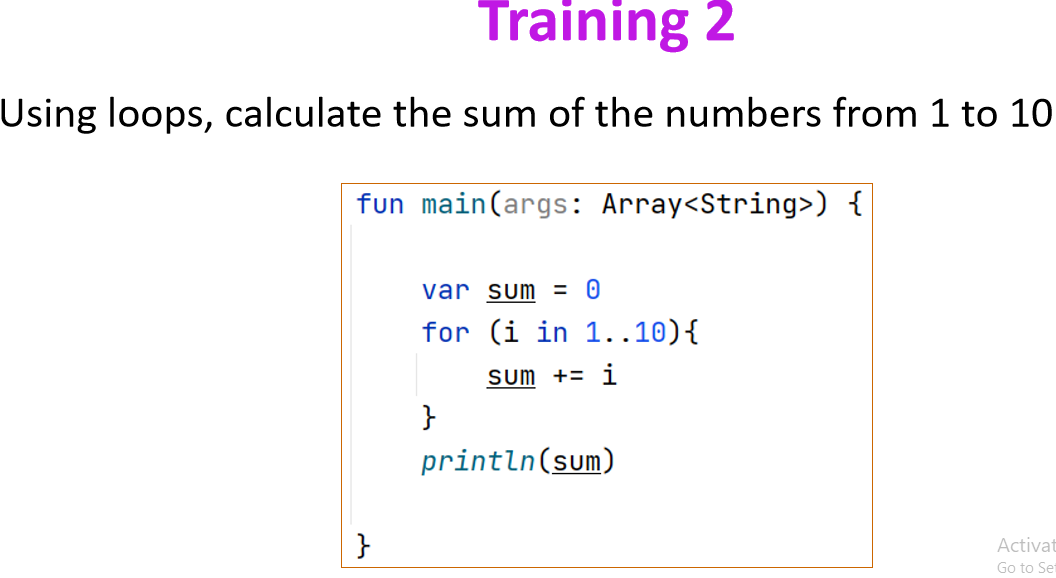 Training 2
Using loops, calculate the sum of the numbers from 1 to 10
fun main(args: Array<String>) {
var sum = 0
for (i in 1..10){
sum += i
}
println(sum)
}
Activat
Go to Set